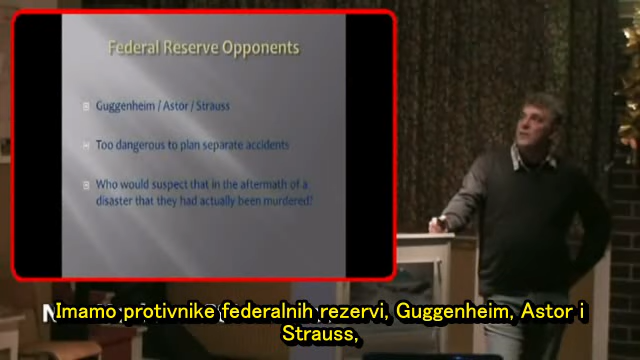 Federal Reserve Opponents
Guggenheim / Astor / Strauss
Too dangerous to plan separate accidents
Who would suspect that in the aftermath of a
disaster that they had actually been murdered?
Imamo protivnike federalnih rezervi, Guggenheim, Astor i
Strauss,